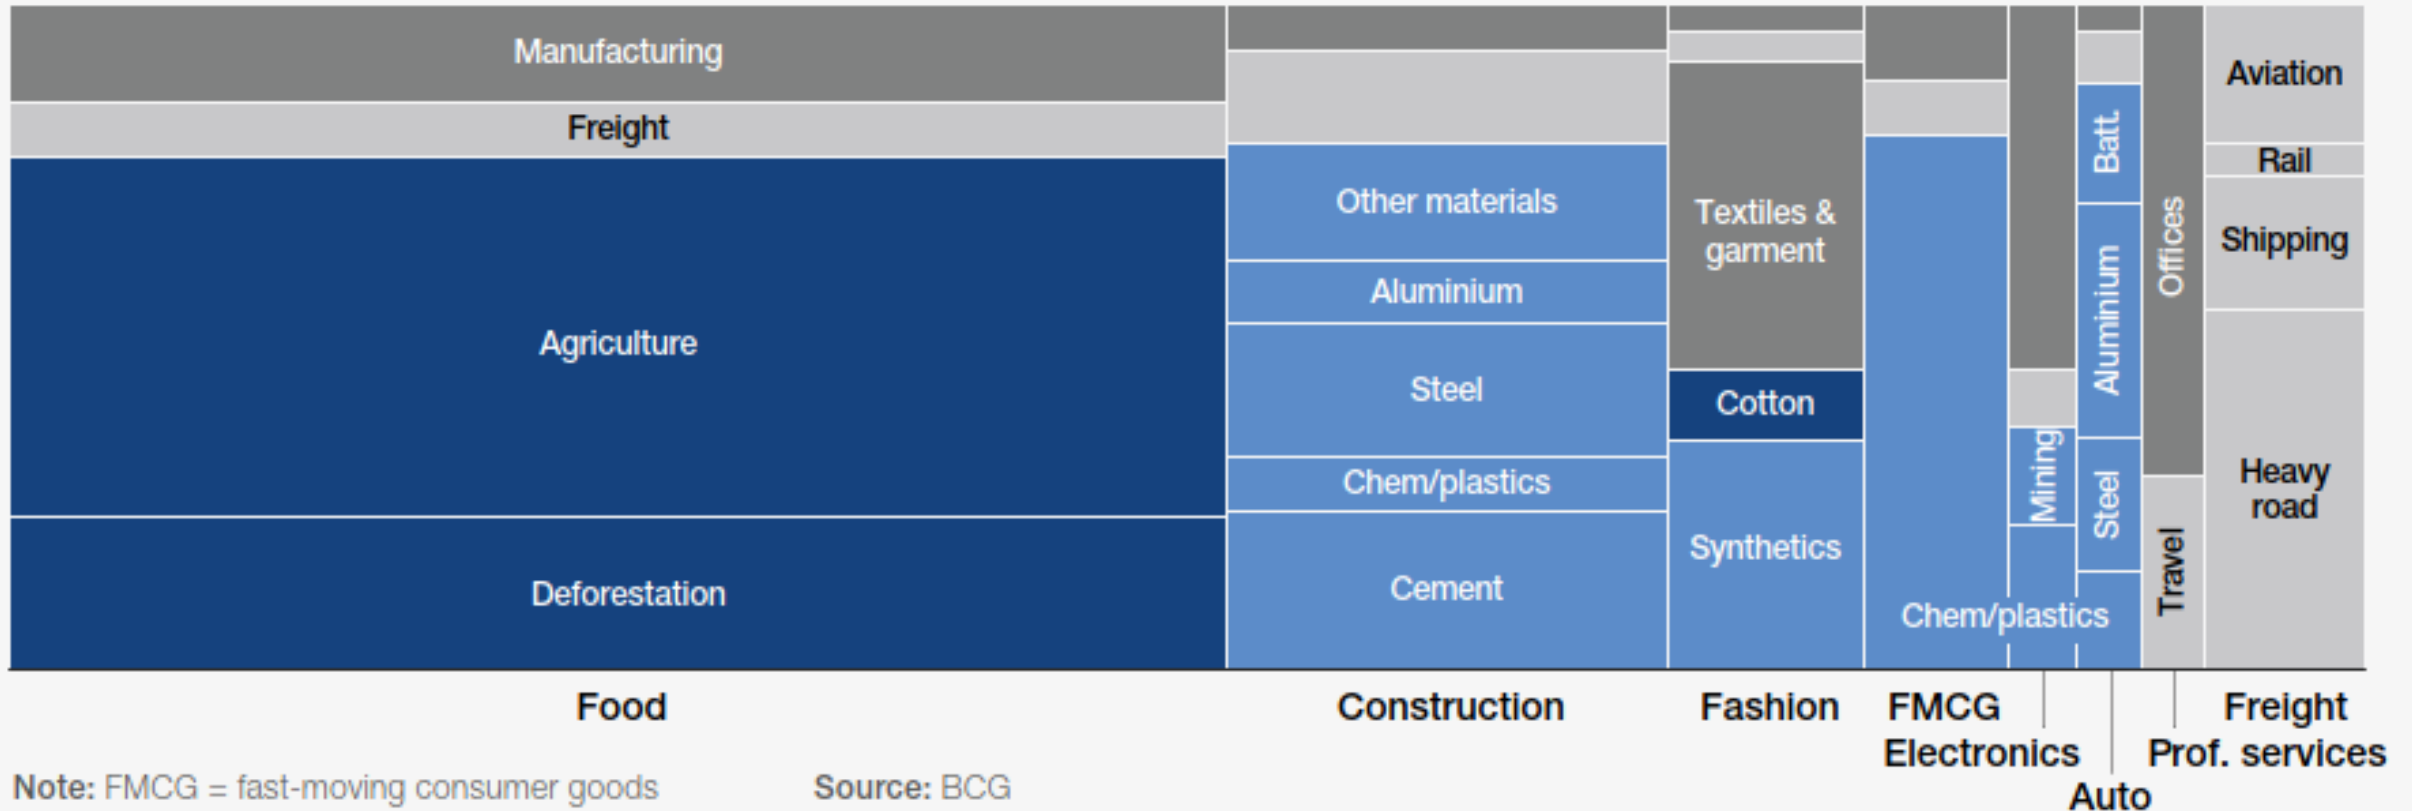 Manufacturing
Freight
Agriculture
Deforestation
Other materials
Aluminium
Steel
Chem/plastics
Cement
Textiles &
garment
Cotton
Synthetics
Mining
Batt.
Aluminium
Steel
Chem/plastics
Offices
Travel
Aviation
Rail
Shipping
Heavy
road
Food
Construction
Fashion
FMCG
Freight
Electronics
Prof. services
Auto
Note: FMCG = fast-moving consumer goods
Source: BCG